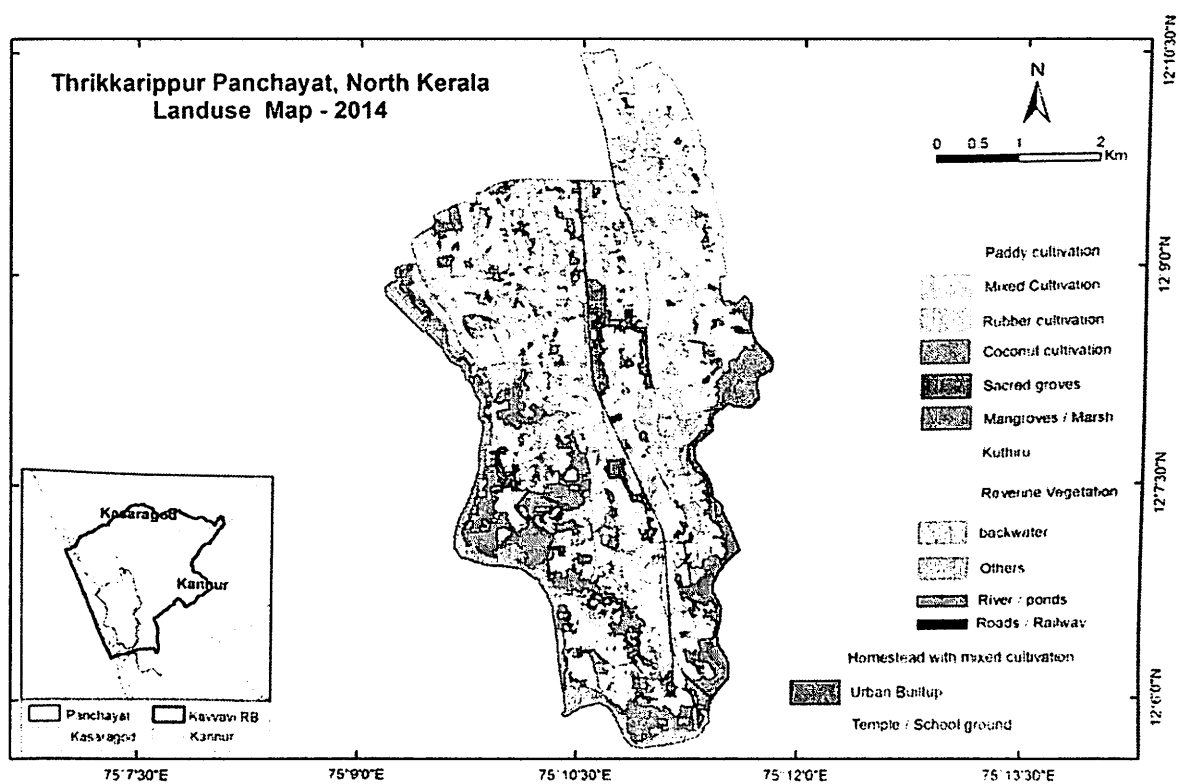 Thrikkarippur Panchayat, North Kerala
Landuse Map - 2014
N
0 0.5 1 2
Km
Paddy cultivation
Mixed Cultivation
Rubber cultivation
Coconut cultivation
Sacred groves
Mangroves / Marsh
Kuthiru
Reverine Vegetation
backwater
Others
River / ponds
Roads / Railway
Homestead with mixed cultivation
Urban Builtup
Temple / School ground
Kasaragod
Kannur
Panchayat
Kavvayi RB
Kasaragod
Kannur
12°10'30"N
12°9'0"N
12°7'30"N
12°6'0"N
75°7'30"E
75°9'0"E
75°10'30"E
75°12'0"E
75°13'30"E